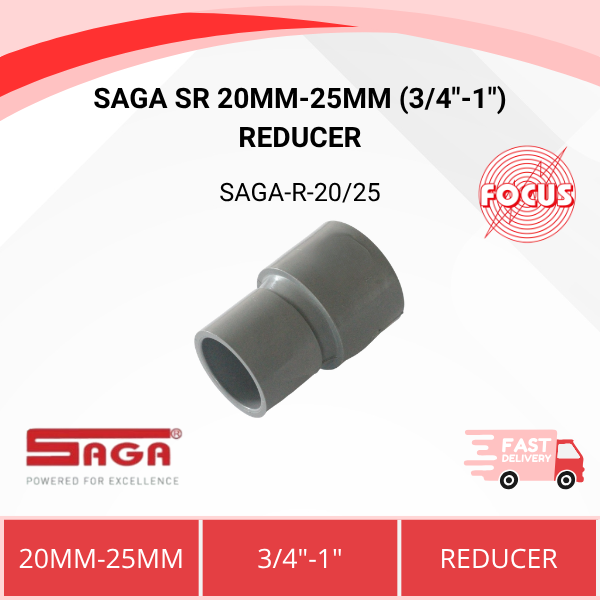 SAGA SR 20MM-25MM (3/4"-1")
REDUCER
SAGA-R-20/25
FOCUS
SAGA®
POWERED FOR EXCELLENCE
FAST
DELIVERY
20MM-25MM
3/4"-1"
REDUCER